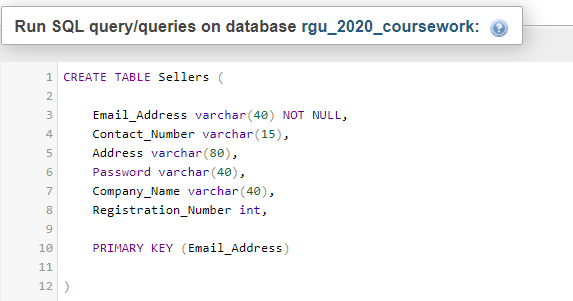 Run SQL query/queries on database rgu_2020_coursework:
1 CREATE TABLE Sellers (
2
3 Email_Address varchar(40) NOT NULL,
4 Contact_Number varchar(15),
5 Address varchar(80),
6 Password varchar(40),
7 Company_Name varchar(40),
8 Registration_Number int,
9
10 PRIMARY KEY (Email_Address)
11
12 )